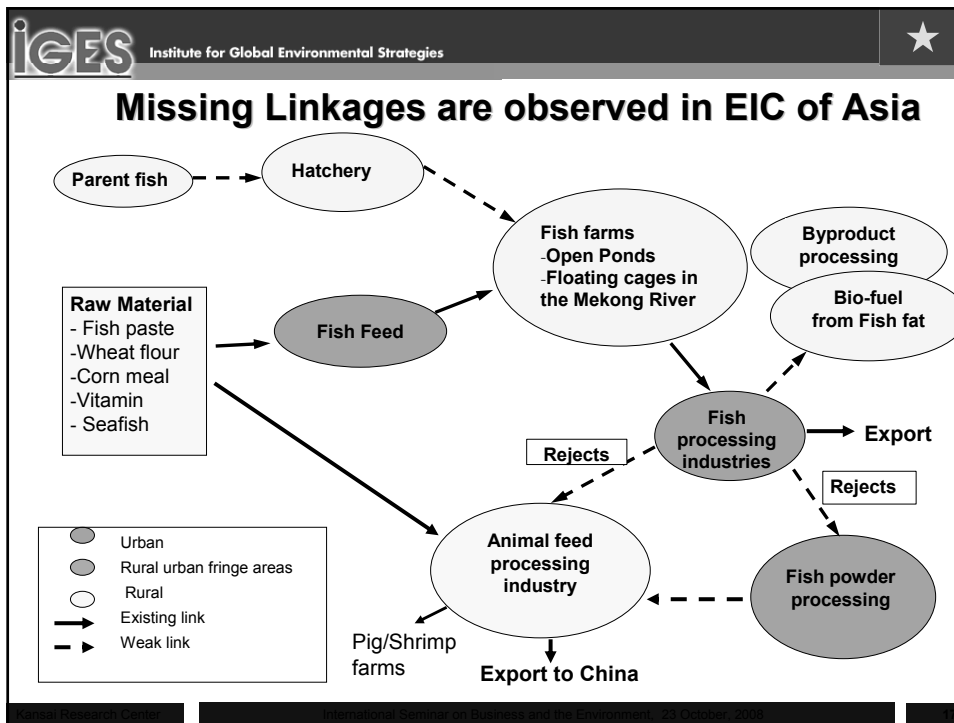 iGES Institute for Global Environmental Strategies
Missing Linkages are observed in EIC of Asia
Parent fish
Hatchery
Fish farms
-Open Ponds
-Floating cages in
the Mekong River
Byproduct
processing
Bio-fuel
from Fish fat
Raw Material
- Fish paste
-Wheat flour
-Corn meal
-Vitamin
- Seafish
Fish Feed
Fish
processing
industries
Export
Rejects
Rejects
Animal feed
processing
industry
Fish powder
processing
Pig/Shrimp
farms
Export to China
Urban
Rural urban fringe areas
Rural
Existing link
Weak link
Kansai Research Center
International Seminar on Business and the Environment, 23 October, 2008